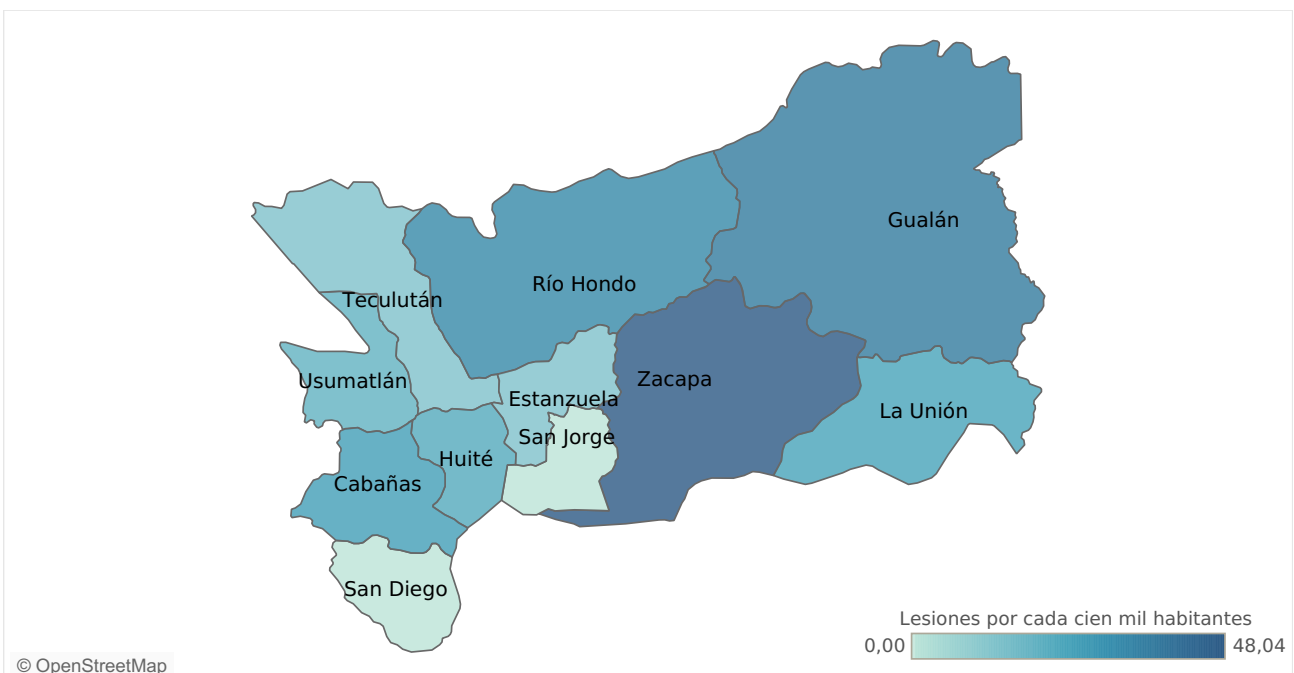 Gualán
Río Hondo
Teculután
Zacapa
Usumatlán
Estanzuela
La Unión
San Jorge
Huité
Cabañas
San Diego
Lesiones por cada cien mil habitantes
0,00
48,04
© OpenStreetMap